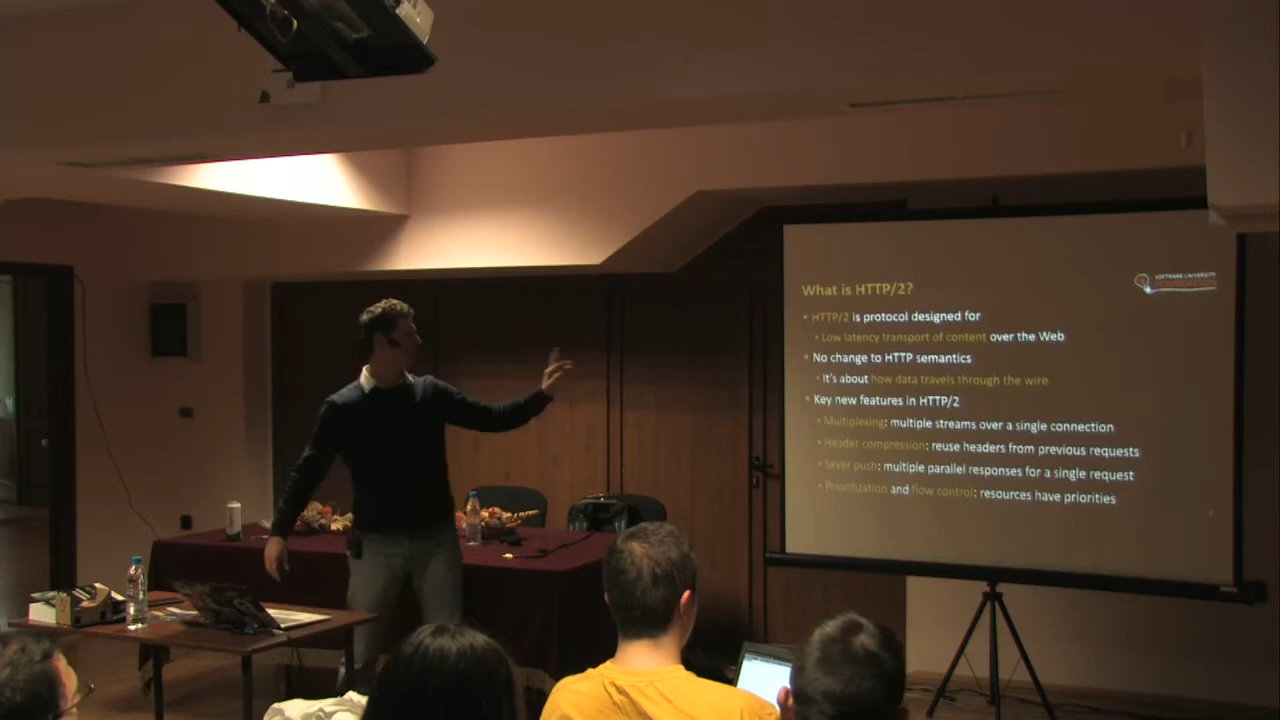 What is HTTP/2?
SOFTWARE UNIVERSITY
FOUNDATION
HTTP/2 is protocol designed for
Low latency transport of content over the Web
No change to HTTP semantics
It's about how data travels through the wire
Key new features in HTTP/2
Multiplexing: multiple streams over a single connection
Header compression: reuse headers from previous requests
Sever push: multiple parallel responses for a single request
Prioritization and flow control: resources have priorities